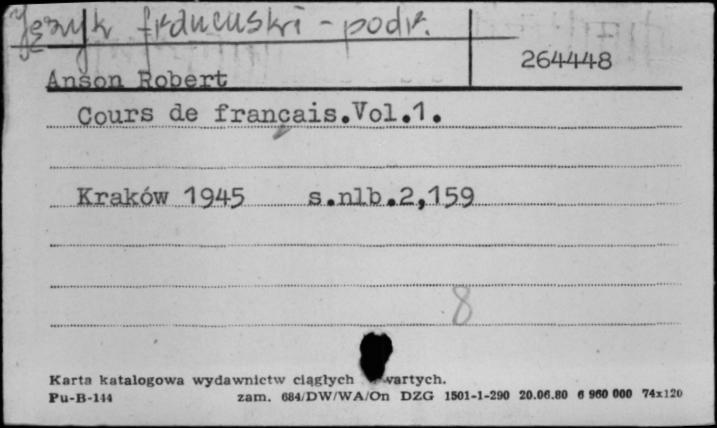 Język francuski - podr.
264448
Anson Robert
Cours de français.Vol.1.
Kraków 1945 s.nlb.2,159
8
Karta katalogowa wydawnictw ciągłych wartych.
Pu-B-144 zam. 684/DW/WA/On DZG 1501-1-290 20.06.80 6 960 000 74x120